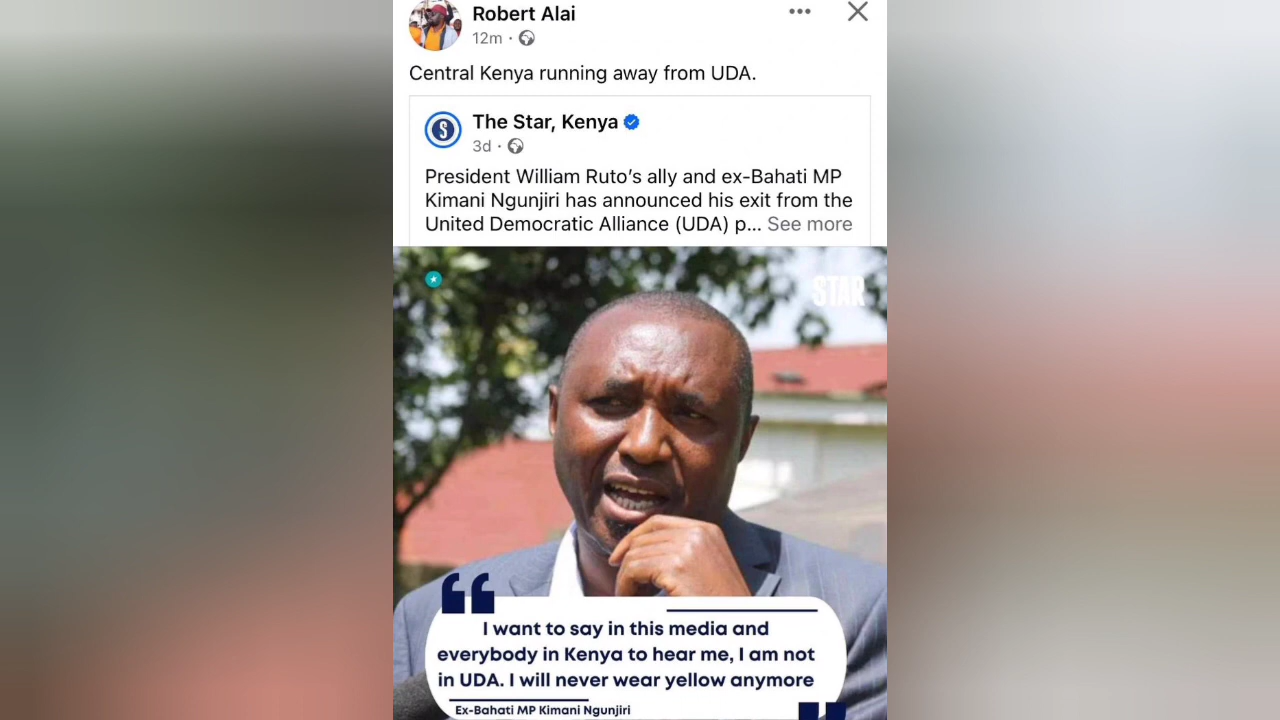 Robert Alai
12m ·
Central Kenya running away from UDA.
The Star, Kenya
3d ·
President William Ruto’s ally and ex-Bahati MP
Kimani Ngunjiri has announced his exit from the
United Democratic Alliance (UDA) p... See more
STAR
I want to say in this media and
everybody in Kenya to hear me, I am not
in UDA. I will never wear yellow anymore
Ex-Bahati MP Kimani Ngunjiri